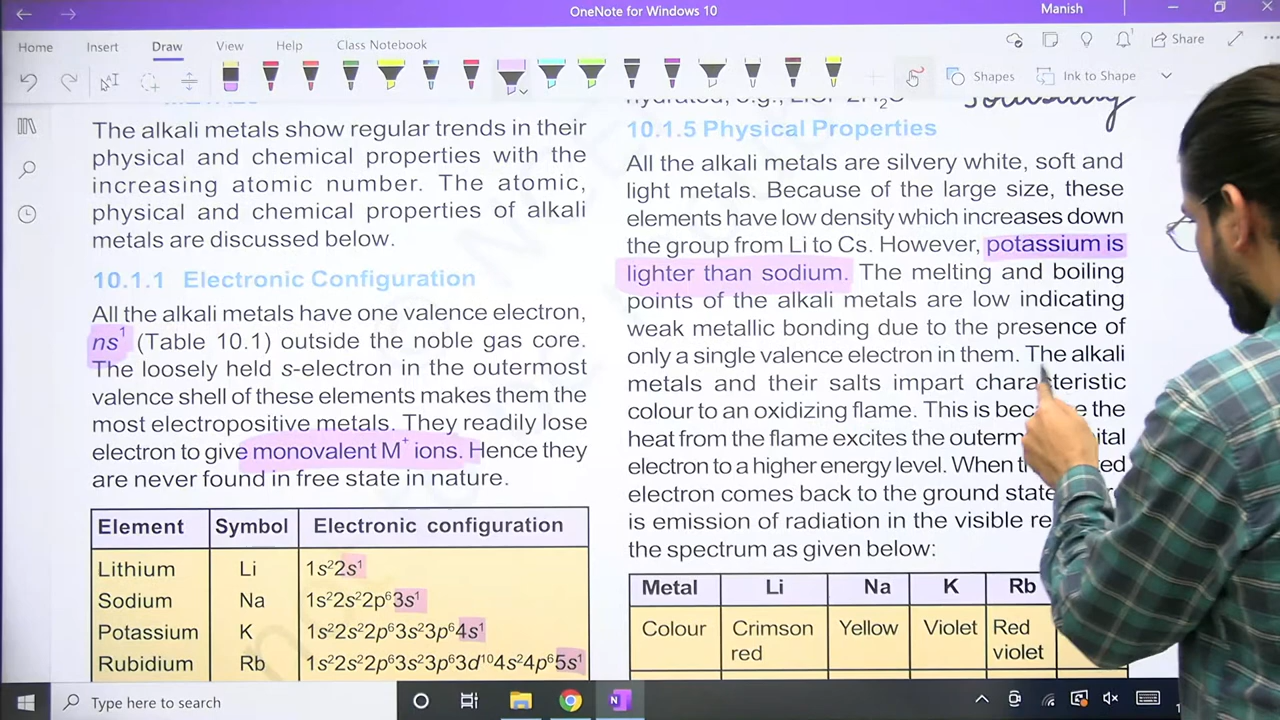 OneNote for Windows 10
Manish
Home
Insert
Draw
View
Help
Class Notebook
Share
Shapes
Ink to Shape
The alkali metals show regular trends in their
physical and chemical properties with the
increasing atomic number. The atomic,
physical and chemical properties of alkali
metals are discussed below.
10.1.1 Electronic Configuration
All the alkali metals have one valence electron,
ns¹ (Table 10.1) outside the noble gas core.
The loosely held s-electron in the outermost
valence shell of these elements makes them the
most electropositive metals. They readily lose
electron to give monovalent M⁺ ions. Hence they
are never found in free state in nature.
Element Symbol Electronic configuration
Lithium Li 1s²2s¹
Sodium Na 1s²2s²2p⁶3s¹
Potassium K 1s²2s²2p⁶3s²3p⁶4s¹
Rubidium Rb 1s²2s²2p⁶3s²3p⁶3d¹⁰4s²4p⁶5s¹
10.1.5 Physical Properties
All the alkali metals are silvery white, soft and
light metals. Because of the large size, these
elements have low density which increases down
the group from Li to Cs. However, potassium is
lighter than sodium. The melting and boiling
points of the alkali metals are low indicating
weak metallic bonding due to the presence of
only a single valence electron in them. The alkali
metals and their salts impart characteristic
colour to an oxidizing flame. This is the
heat from the flame excites the
electron to a higher energy level. When
electron comes back to the ground state
is emission of radiation in the visible
the spectrum as given below:
Metal Li Na K Rb
Colour Crimson Yellow Violet Red
red violet
Type here to search